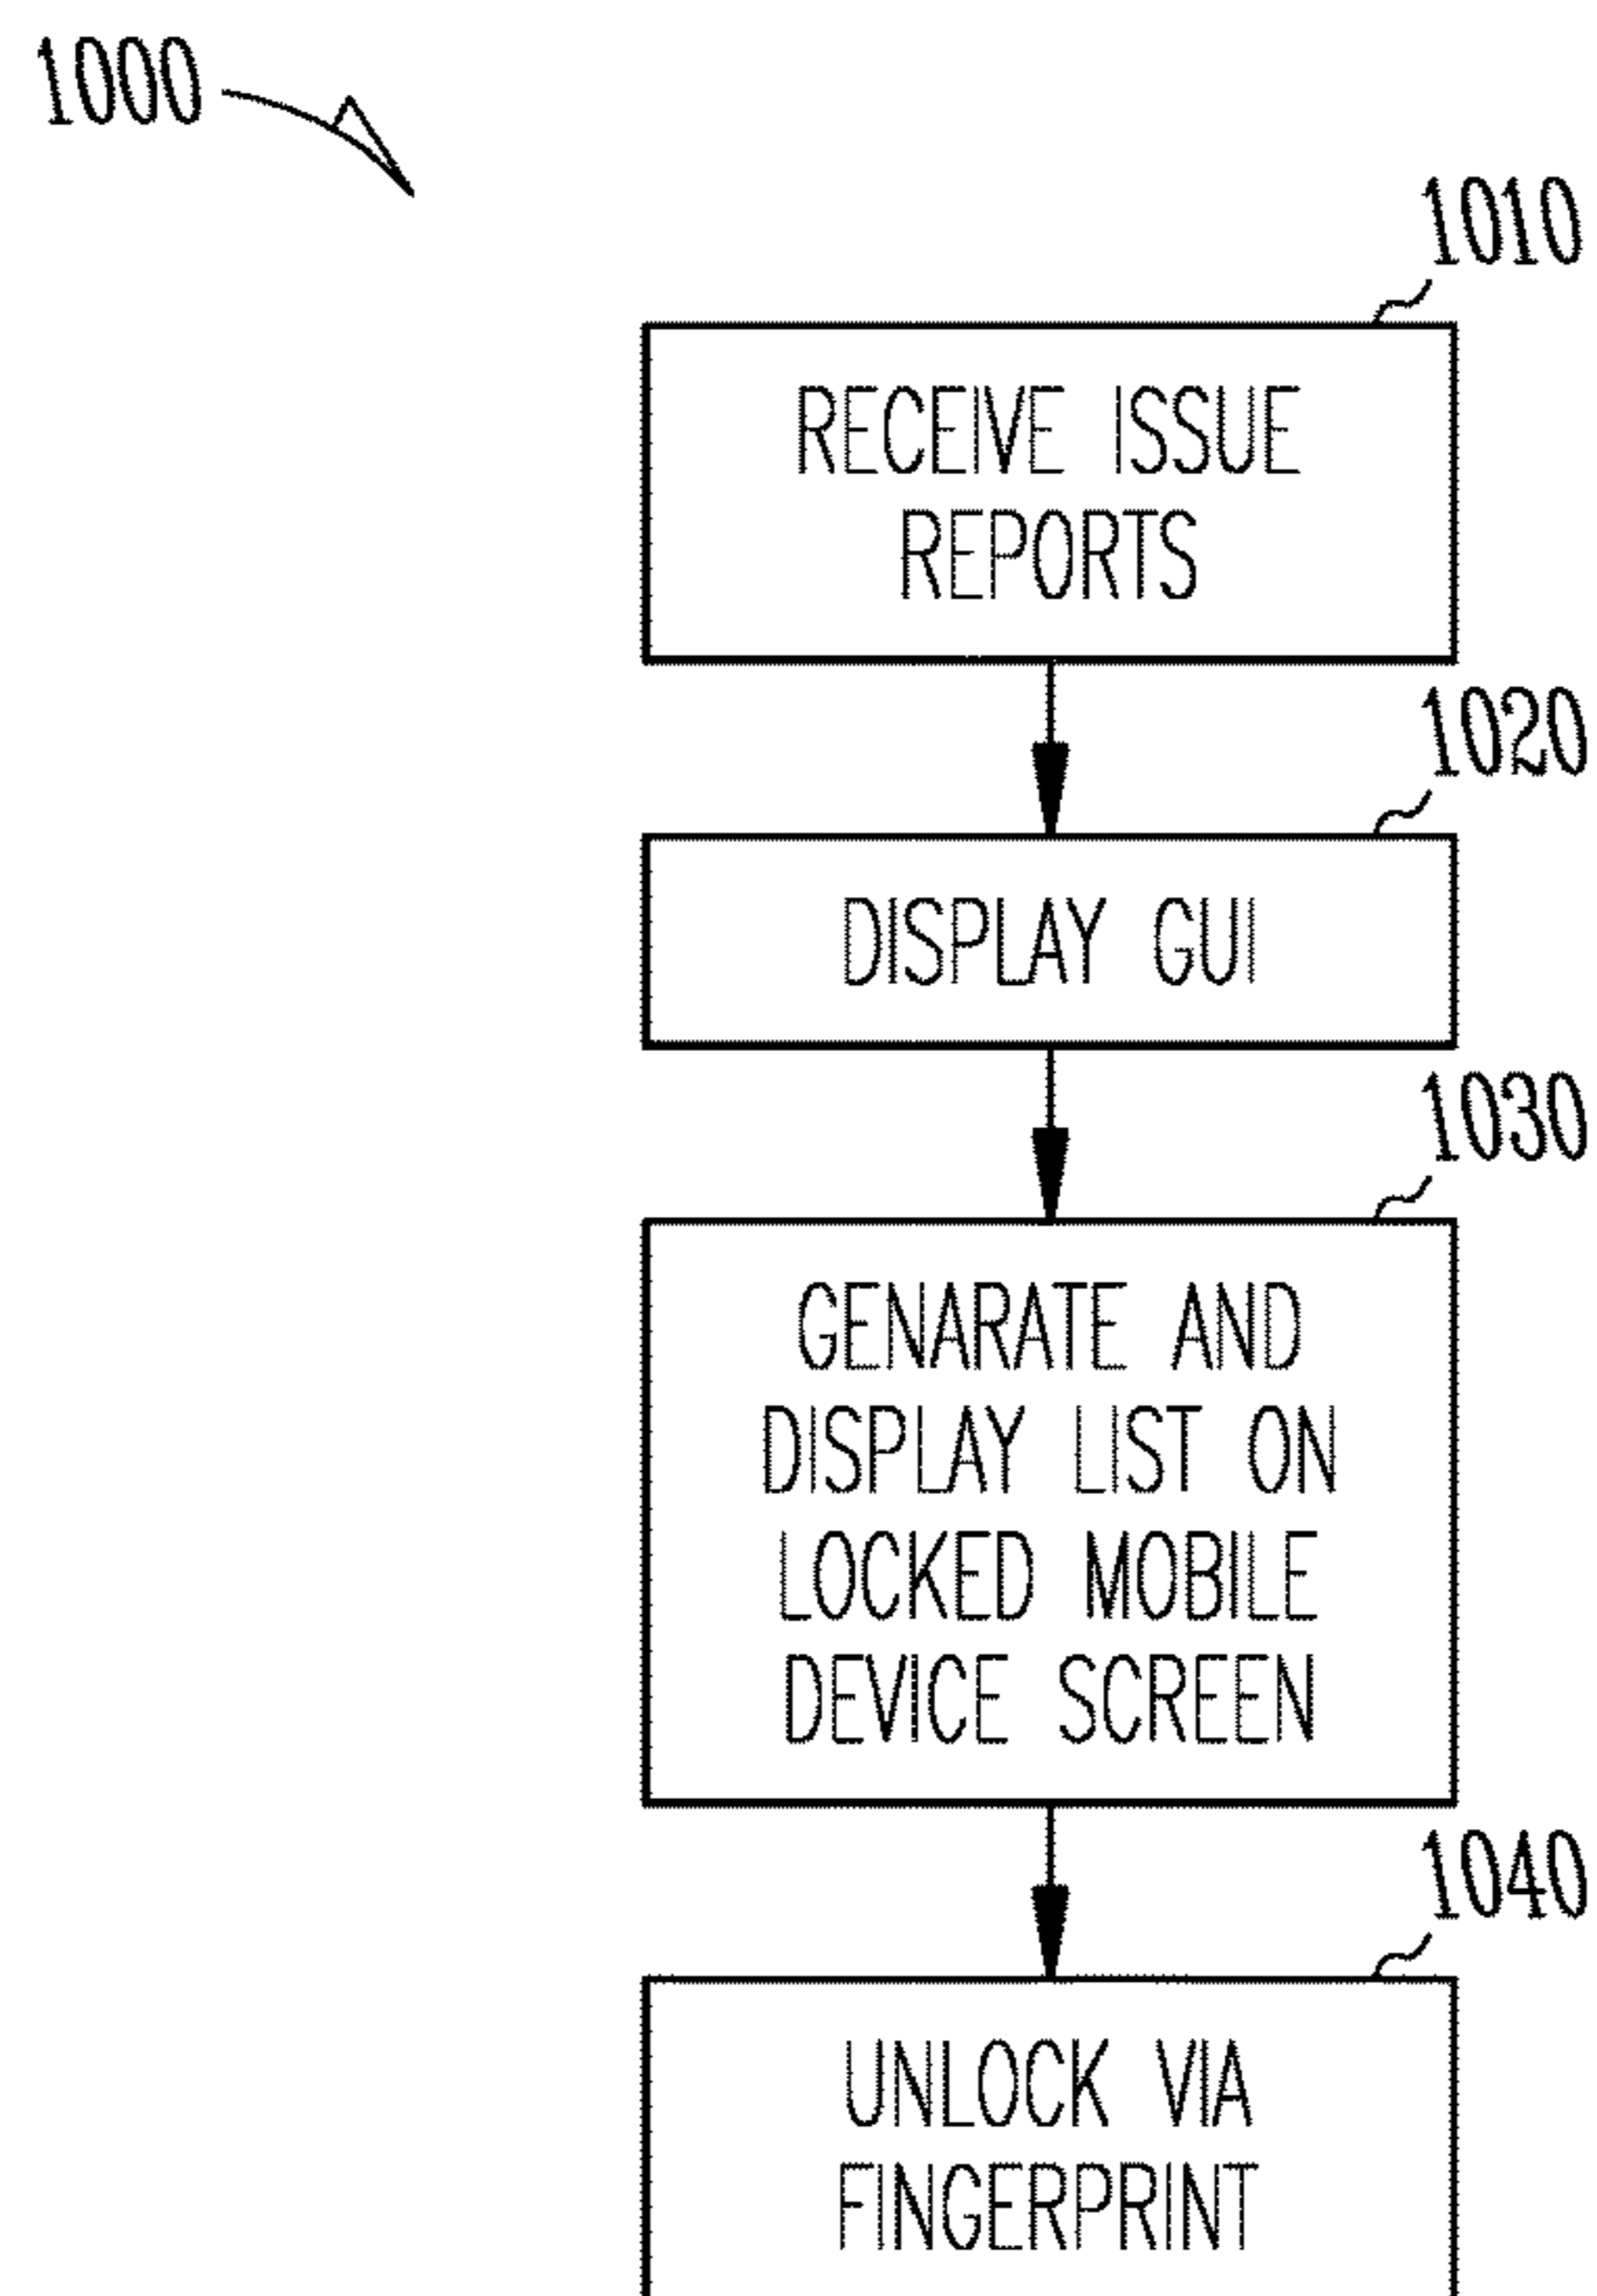 1000
1010
RECEIVE ISSUE
REPORTS
1020
DISPLAY GUI
1030
GENARATE AND
DISPLAY LIST ON
LOCKED MOBILE
DEVICE SCREEN
1040
UNLOCK VIA
FINGERPRINT